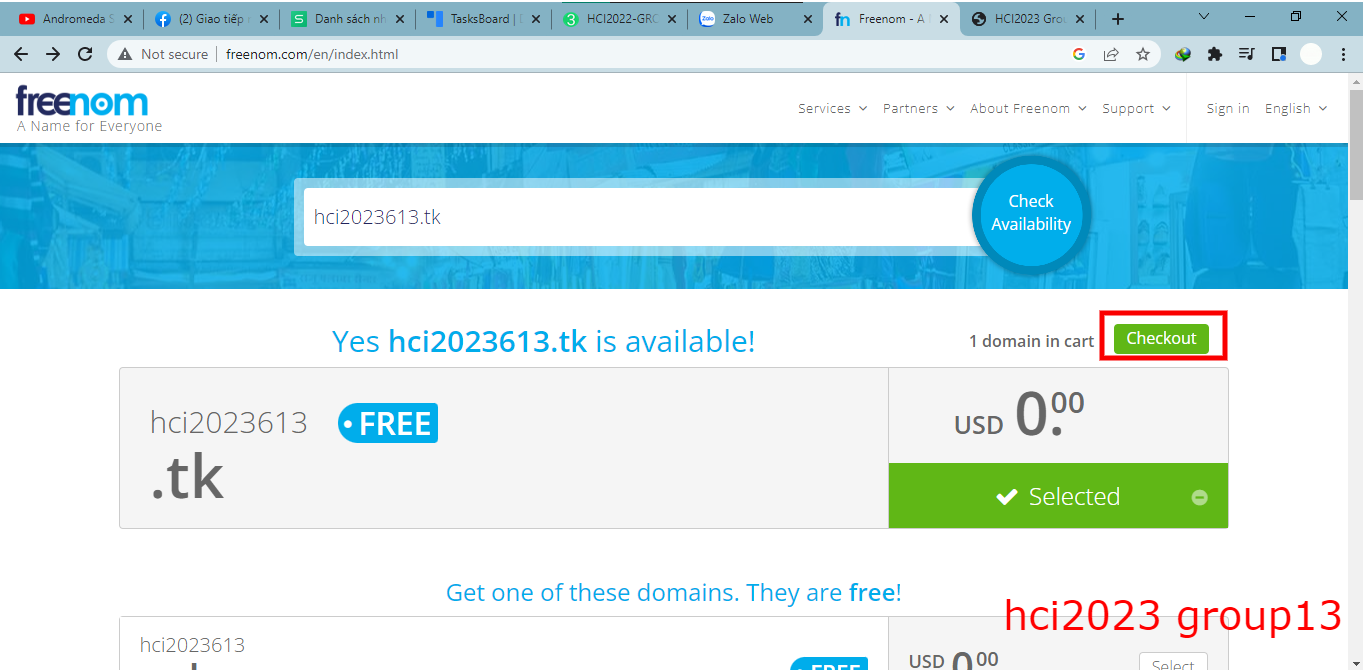 Andromeda S
(2) Giao tiếp
Danh sách nh
TasksBoard |
HCI2022-GRO
Zalo Web
Freenom - A
HCI2023 Grou
Not secure
freenom.com/en/index.html
freenom
A Name for Everyone
Services
Partners
About Freenom
Support
Sign in
English
hci2023613.tk
Check
Availability
Yes hci2023613.tk is available!
1 domain in cart
Checkout
hci2023613
FREE
.tk
USD 0.00
Selected
Get one of these domains. They are free!
hci2023 group13
hci2023613
FREE
USD 0.00
Select